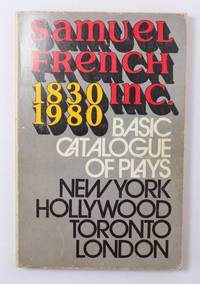 SAMUEL
FRENCH
1830 INC.
1980 BASIC
CATALOGUE
OF PLAYS
NEW YORK
HOLLYWOOD
TORONTO
LONDON